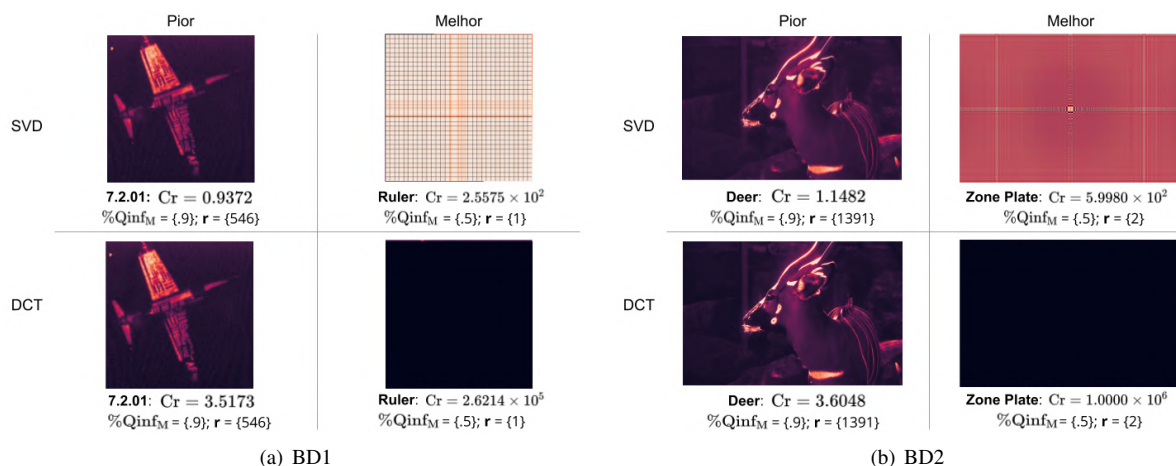 Pior
Melhor
SVD
7.2.01: Cr = 0.9372
%Qinf_M = {.9}; r = {546}
Ruler: Cr = 2.5575 × 10^2
%Qinf_M = {.5}; r = {1}
DCT
7.2.01: Cr = 3.5173
%Qinf_M = {.9}; r = {546}
Ruler: Cr = 2.6214 × 10^5
%Qinf_M = {.5}; r = {1}
(a) BD1
Pior
Melhor
SVD
Deer: Cr = 1.1482
%Qinf_M = {.9}; r = {1391}
Zone Plate: Cr = 5.9980 × 10^2
%Qinf_M = {.5}; r = {2}
DCT
Deer: Cr = 3.6048
%Qinf_M = {.9}; r = {1391}
Zone Plate: Cr = 1.0000 × 10^6
%Qinf_M = {.5}; r = {2}
(b) BD2